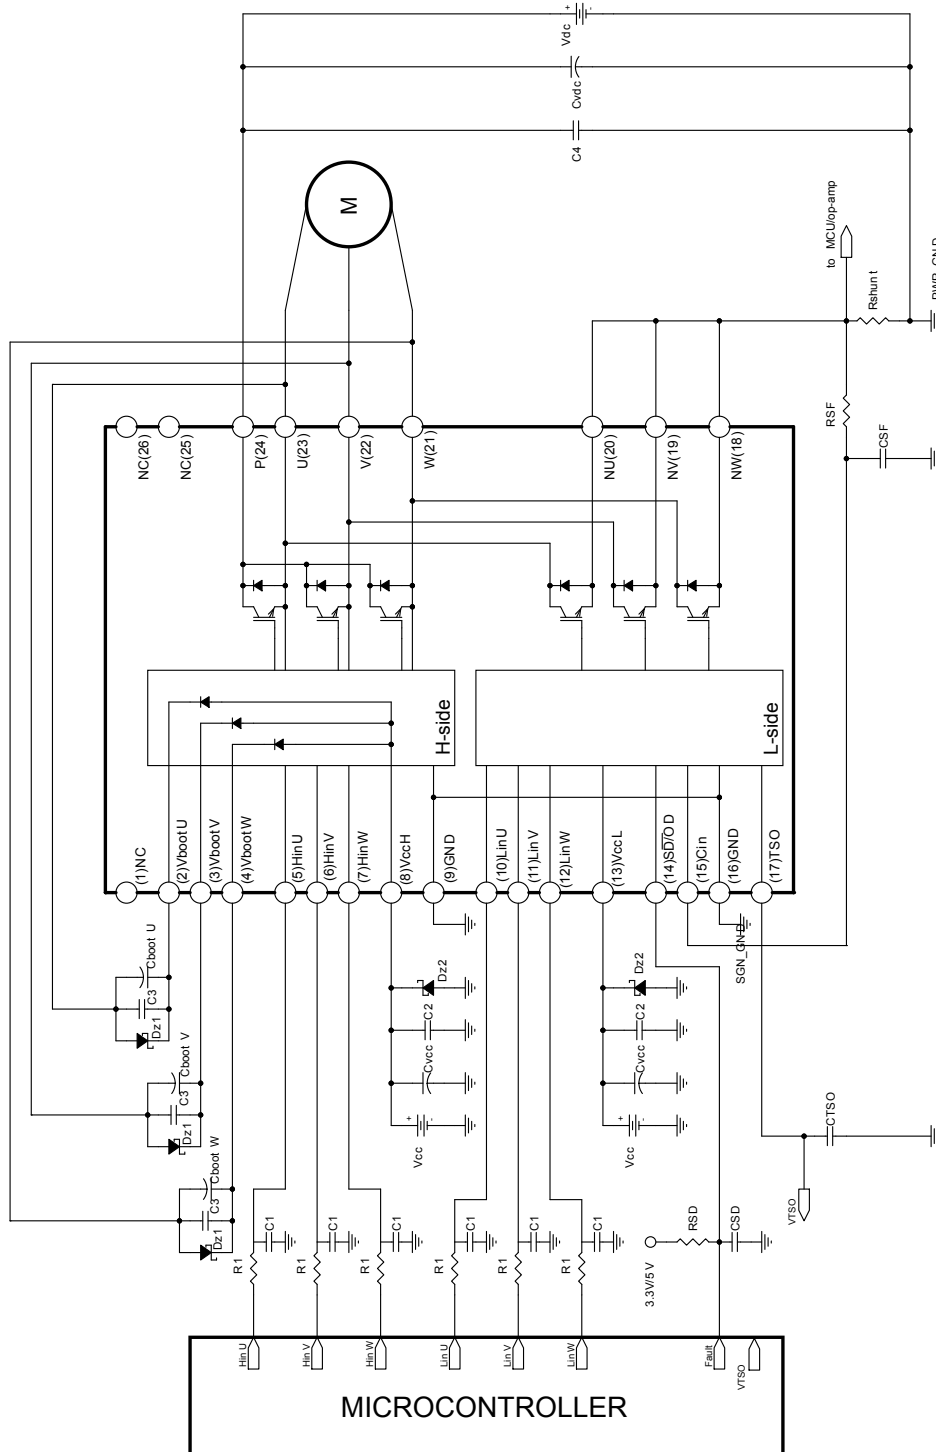 Vdc
+
-
Cvdc
C4
M
to MCU/op-amp
Rshunt
PWR_GND
RSF
CSF
NC(26)
NC(25)
P(24)
U(23)
V(22)
W(21)
NU(20)
NV(19)
NW(18)
H-side
L-side
(1)NC
(2)VbootU
(3)VbootV
(4)VbootW
(5)HinU
(6)HinV
(7)HinW
(8)VccH
(9)GND
(10)LinU
(11)LinV
(12)LinW
(13)VccL
(14)SD/OD
(15)Cin
(16)GND
(17)TSO
SGN_GND
Cboot U
C3
Dz1
Cboot V
C3
Dz1
Cboot W
C3
Dz1
Dz2
C2
Cvcc
+
-
Vcc
Dz2
C2
Cvcc
+
-
Vcc
CTSO
VTSO
R1
C1
R1
C1
R1
C1
R1
C1
R1
C1
R1
C1
RSD
CSD
3.3V/5V
Hin U
Hin V
Hin W
Lin U
Lin V
Lin W
Fault
VTSO
MICROCONTROLLER